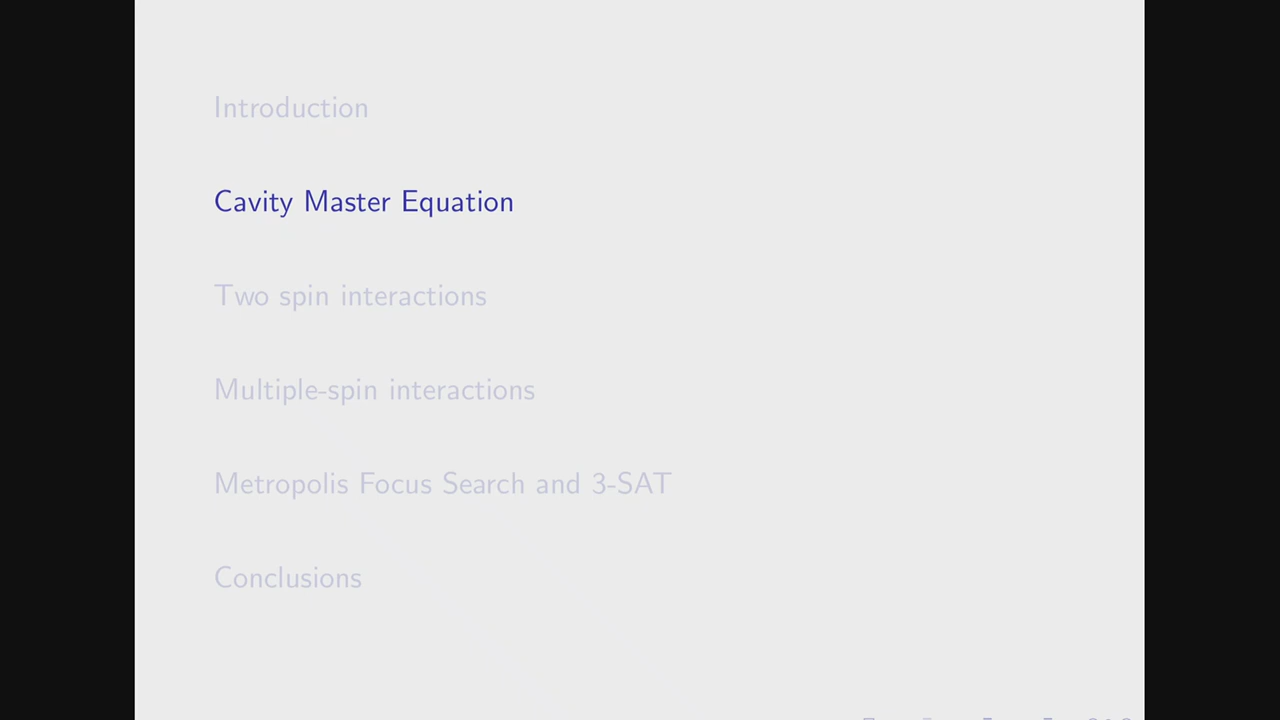 Introduction
Cavity Master Equation
Two spin interactions
Multiple-spin interactions
Metropolis Focus Search and 3-SAT
Conclusions